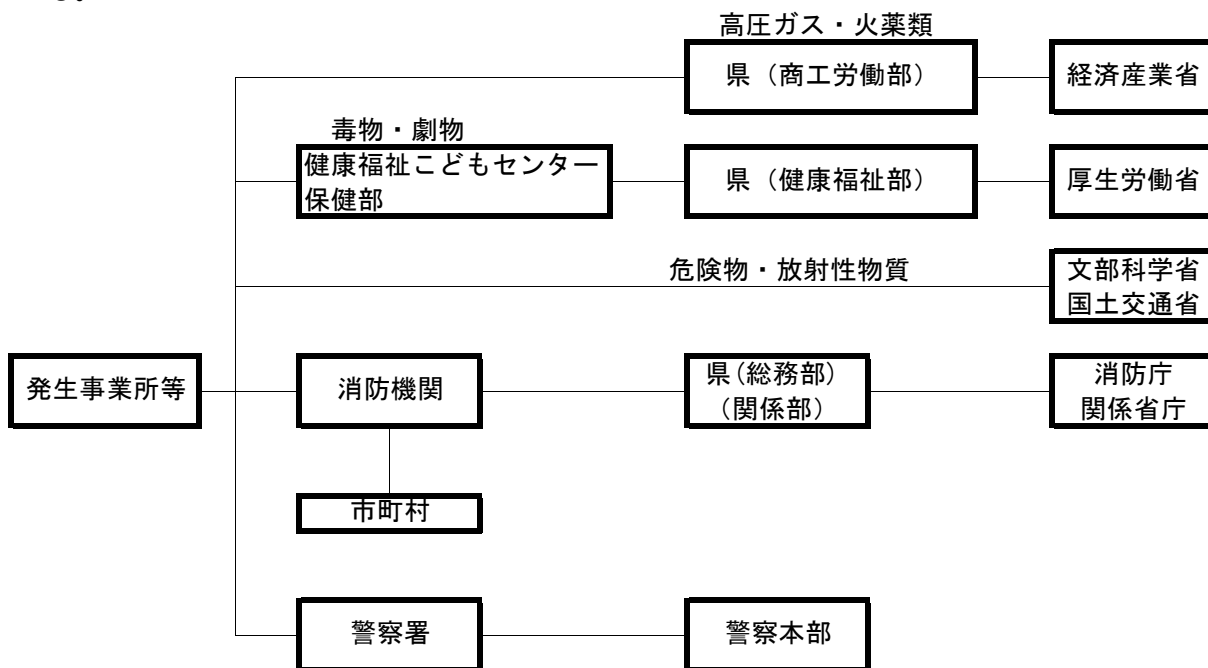 高圧ガス・火薬類
県（商工労働部）
経済産業省
毒物・劇物
健康福祉こどもセンター
保健部
県（健康福祉部）
厚生労働省
危険物・放射性物質
文部科学省
国土交通省
発生事業所等
消防機関
県（総務部）
（関係部）
消防庁
関係省庁
市町村
警察署
警察本部